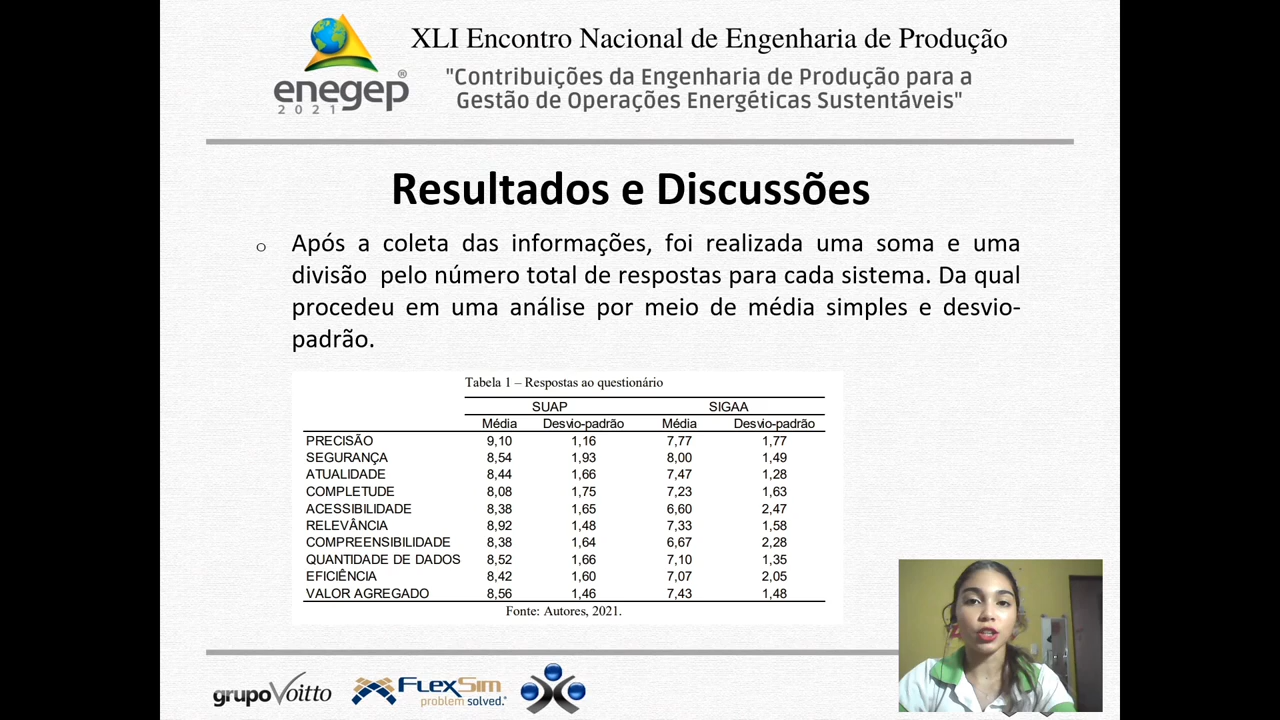 XLI Encontro Nacional de Engenharia de Produção
"Contribuições da Engenharia de Produção para a
Gestão de Operações Energéticas Sustentáveis"
enegep®
2021
Resultados e Discussões
o Após a coleta das informações, foi realizada uma soma e uma
divisão pelo número total de respostas para cada sistema. Da qual
procedeu em uma análise por meio de média simples e desvio-
padrão.
Tabela 1 – Respostas ao questionário
SUAP SIGAA
Média Desvio-padrão Média Desvio-padrão
PRECISÃO 9,10 1,16 7,77 1,77
SEGURANÇA 8,54 1,93 8,00 1,49
ATUALIDADE 8,44 1,66 7,47 1,28
COMPLETUDE 8,08 1,75 7,23 1,63
ACESSIBILIDADE 8,38 1,65 6,60 2,47
RELEVÂNCIA 8,92 1,48 7,33 1,58
COMPREENSIBILIDADE 8,38 1,64 6,67 2,28
QUANTIDADE DE DADOS 8,52 1,66 7,10 1,35
EFICIÊNCIA 8,42 1,60 7,07 2,05
VALOR AGREGADO 8,56 1,46 7,43 1,48
Fonte: Autores, 2021.
grupoVoitto
FLEXSIM
problem solved.®